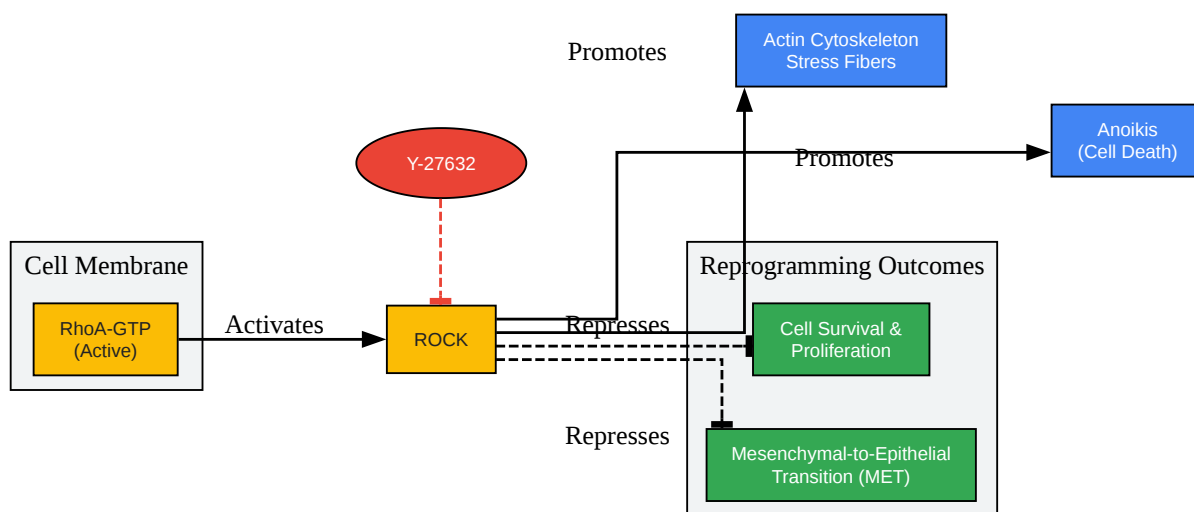 Promotes
Actin Cytoskeleton
Stress Fibers
Anoikis
(Cell Death)
Promotes
Y-27632
Cell Membrane
Reprogramming Outcomes
RhoA-GTP
(Active)
Activates
ROCK
Represses
Cell Survival &
Proliferation
Represses
Mesenchymal-to-Epithelial
Transition (MET)